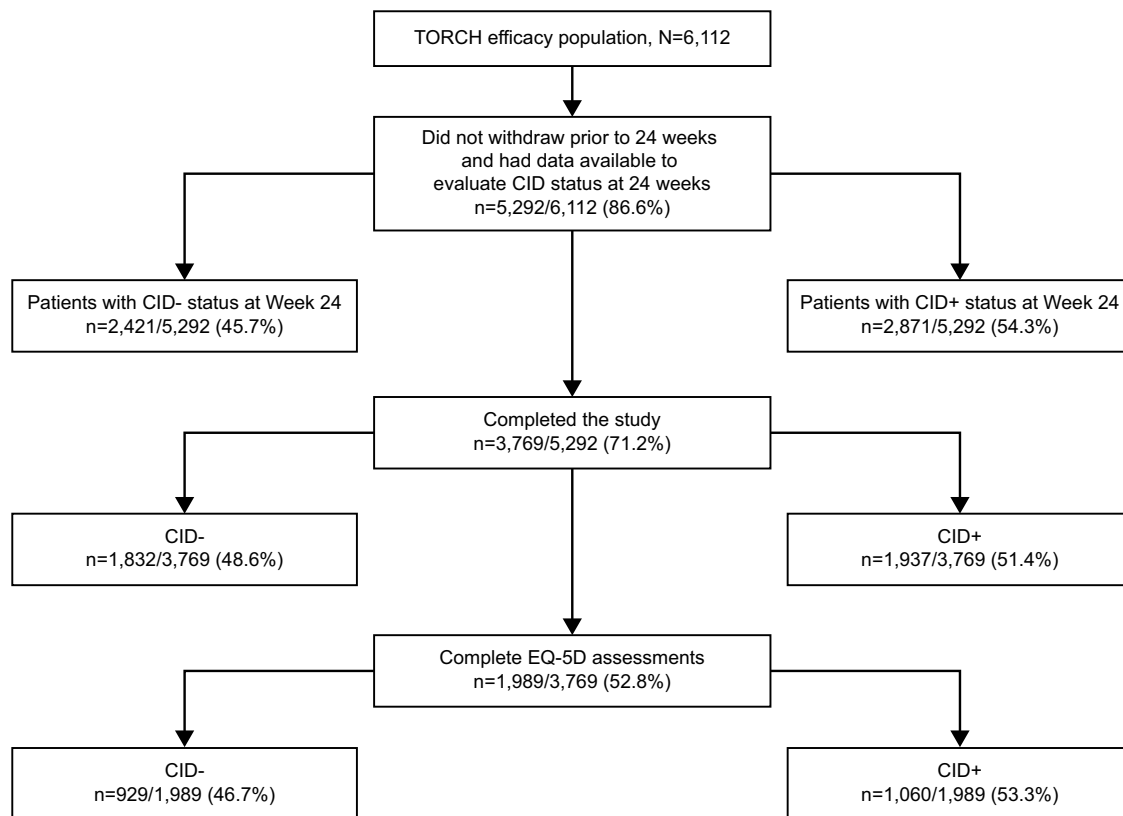 TORCH efficacy population, N=6,112
Did not withdraw prior to 24 weeks
and had data available to
evaluate CID status at 24 weeks
n=5,292/6,112 (86.6%)
Patients with CID- status at Week 24
n=2,421/5,292 (45.7%)
Patients with CID+ status at Week 24
n=2,871/5,292 (54.3%)
Completed the study
n=3,769/5,292 (71.2%)
CID-
n=1,832/3,769 (48.6%)
CID+
n=1,937/3,769 (51.4%)
Complete EQ-5D assessments
n=1,989/3,769 (52.8%)
CID-
n=929/1,989 (46.7%)
CID+
n=1,060/1,989 (53.3%)